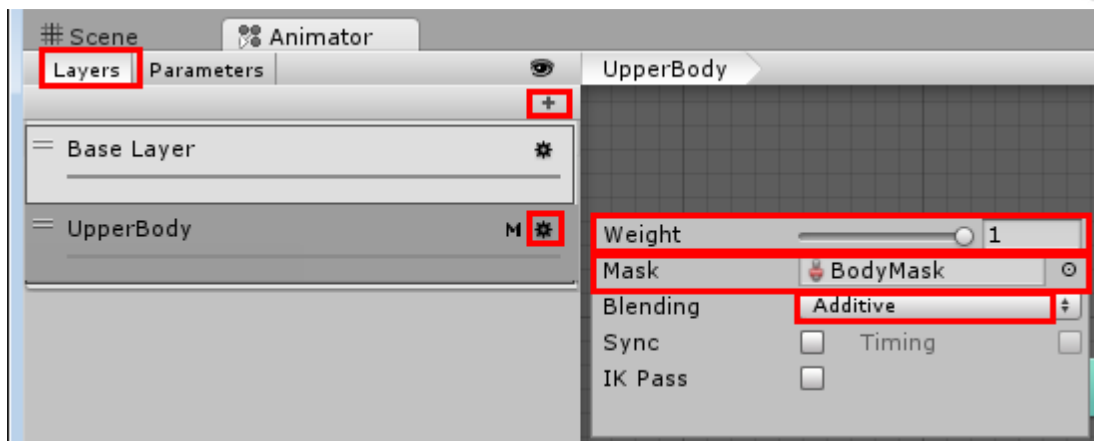 Scene Animator
Layers Parameters
UpperBody
+
Base Layer
UpperBody M
Weight 1
Mask BodyMask
Blending Additive
Sync Timing
IK Pass